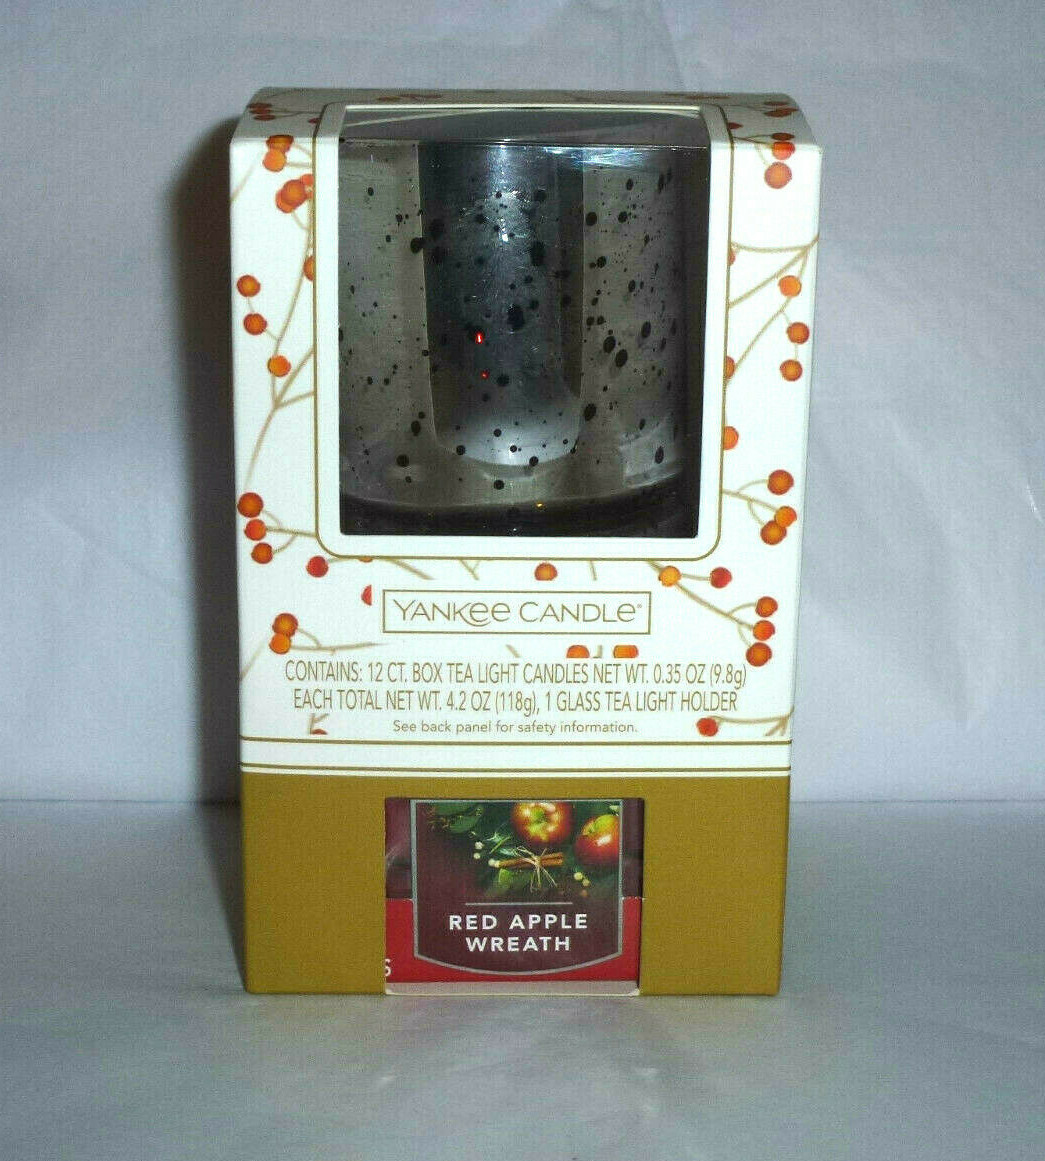 YANKEE CANDLE®
CONTAINS: 12 CT. BOX TEA LIGHT CANDLES NET WT. 0.35 OZ (9.8g)
EACH TOTAL NET WT. 4.2 OZ (118g), 1 GLASS TEA LIGHT HOLDER
See back panel for safety information.
RED APPLE
WREATH
S